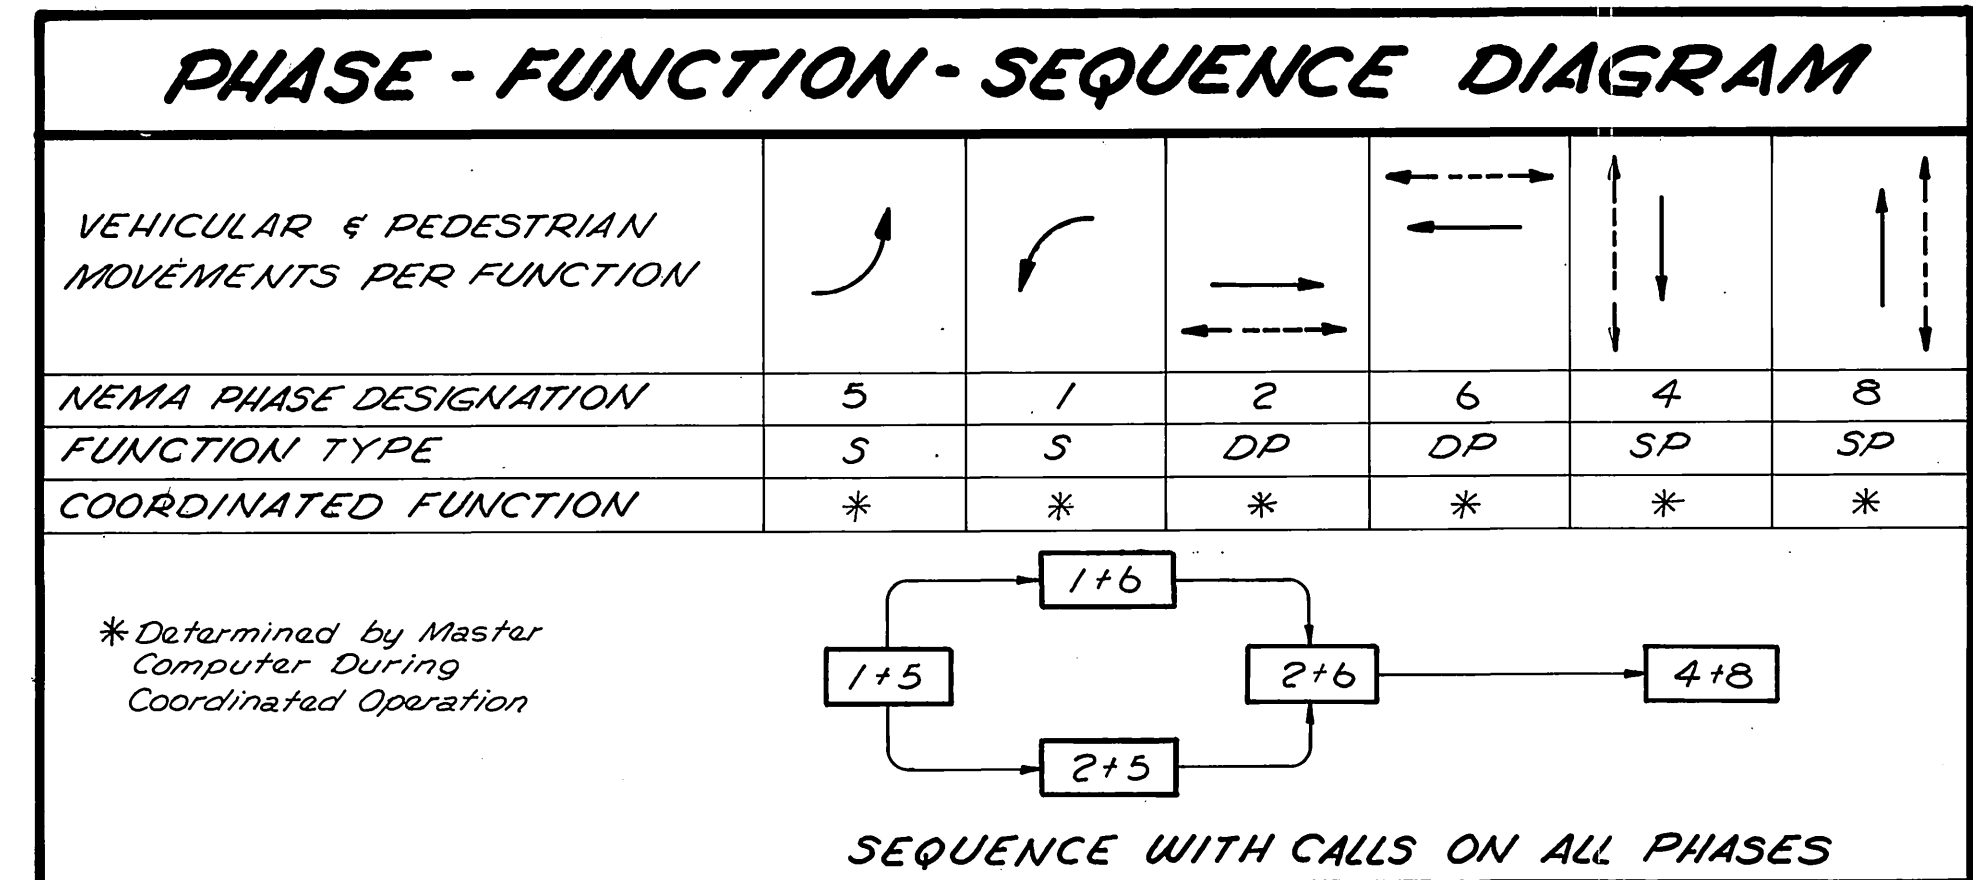 PHASE - FUNCTION - SEQUENCE DIAGRAM
VEHICULAR & PEDESTRIAN
MOVEMENTS PER FUNCTION
NEMA PHASE DESIGNATION 5 1 2 6 4 8
FUNCTION TYPE S S DP DP SP SP
COORDINATED FUNCTION * * * * * *
1+6
* Determined by Master
Computer During
Coordinated Operation
1+5 2+6 4+8
2+5
SEQUENCE WITH CALLS ON ALL PHASES